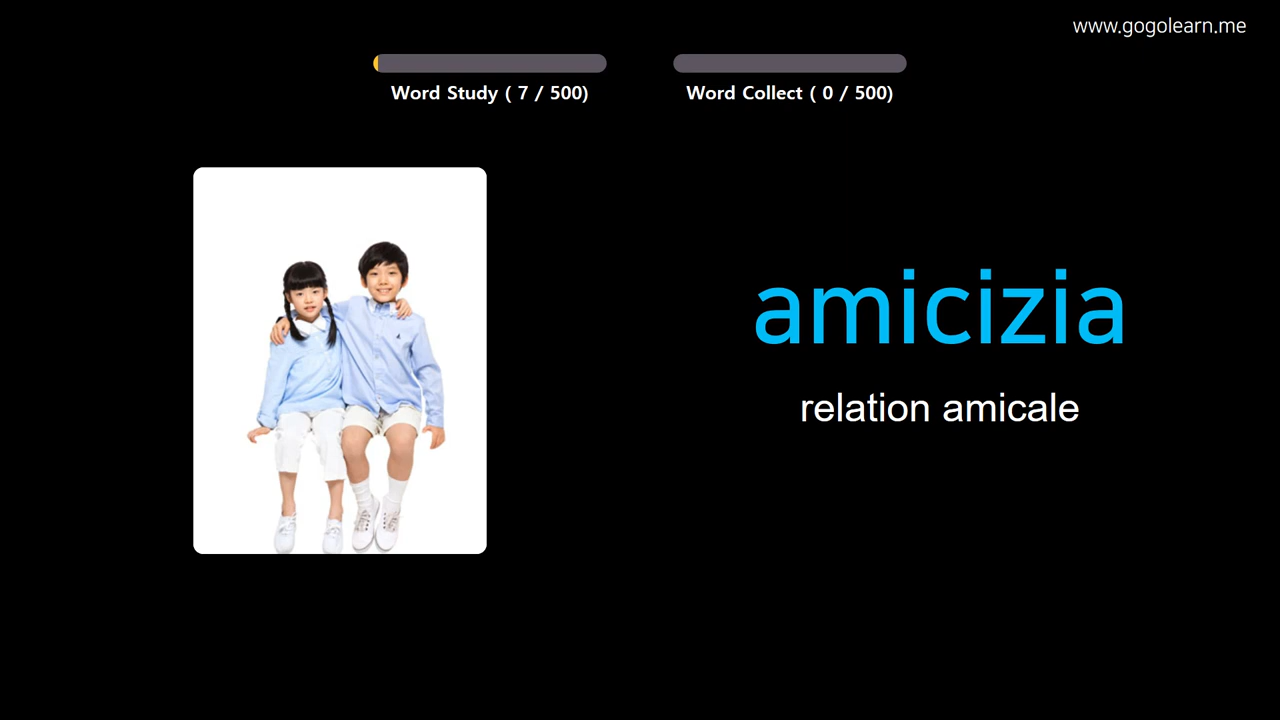 www.gogolearn.me
Word Study ( 7 / 500)
Word Collect ( 0 / 500)
amicizia
relation amicale